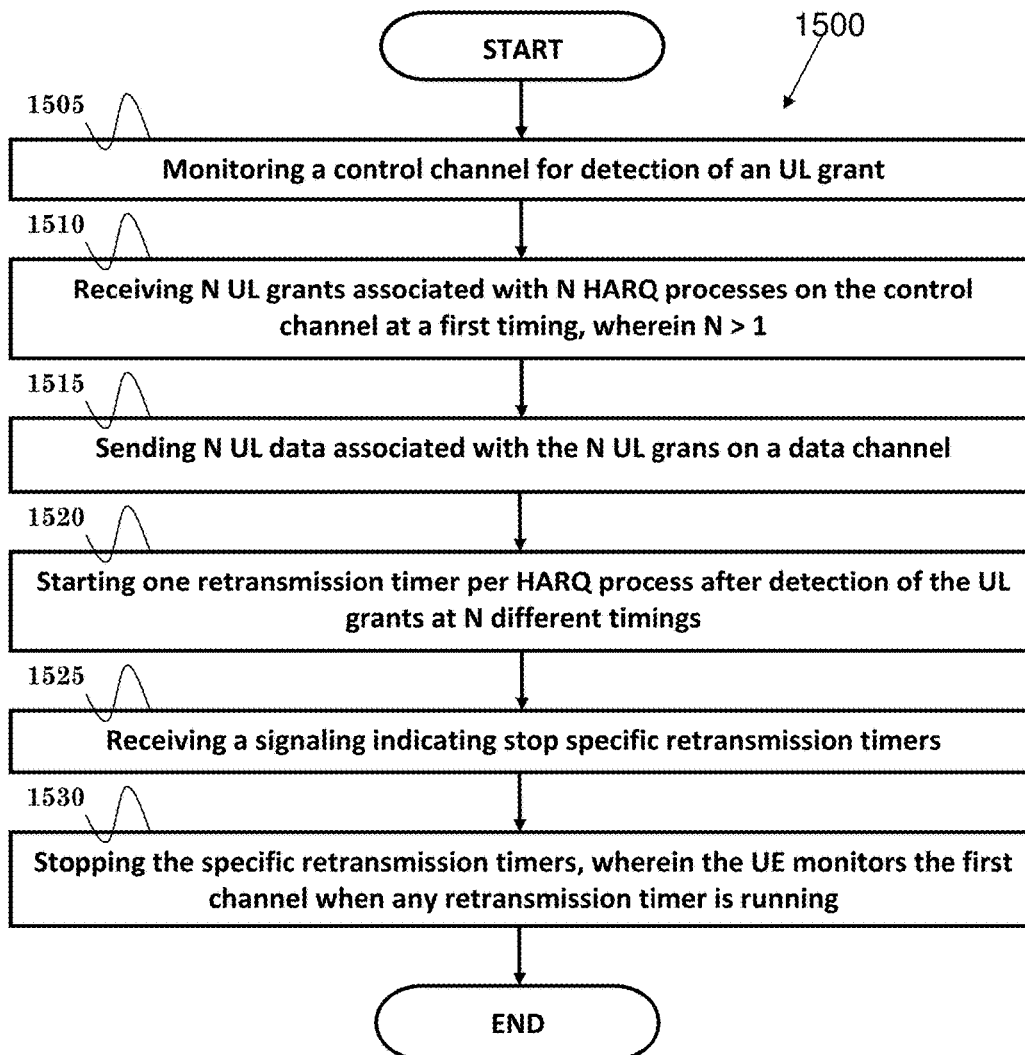 START
1500
1505
Monitoring a control channel for detection of an UL grant
1510
Receiving N UL grants associated with N HARQ processes on the control
channel at a first timing, wherein N > 1
1515
Sending N UL data associated with the N UL grans on a data channel
1520
Starting one retransmission timer per HARQ process after detection of the UL
grants at N different timings
1525
Receiving a signaling indicating stop specific retransmission timers
1530
Stopping the specific retransmission timers, wherein the UE monitors the first
channel when any retransmission timer is running
END